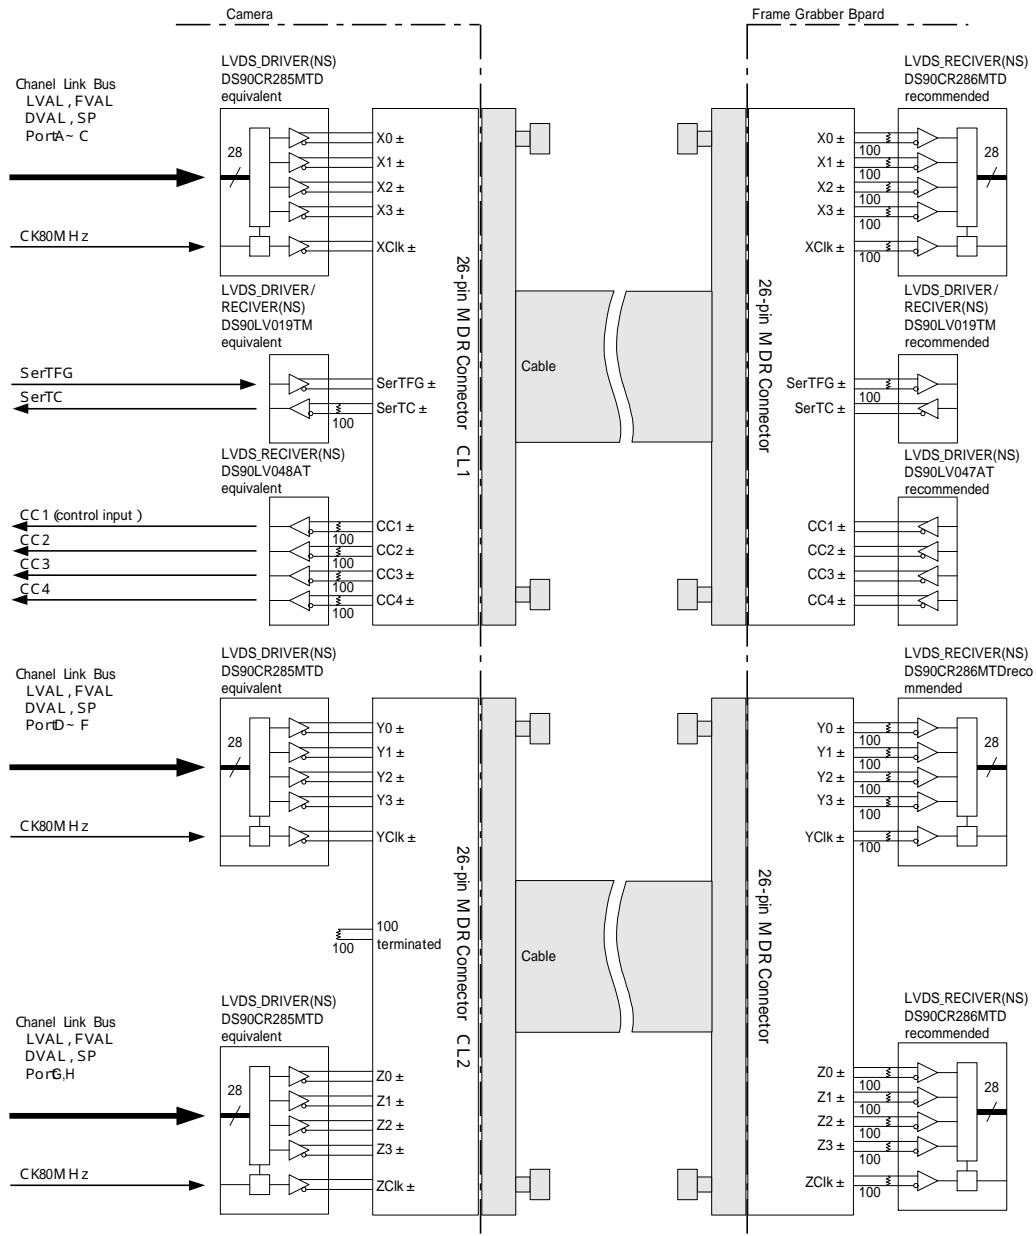 Camera
Frame Grabber Bpard
LVDS_DRIVER(NS)
DS90CR285MTD
equivalent
LVDS_RECIVER(NS)
DS90CR286MTD
recommended
Chanel Link Bus
LVAL , FVAL
DVAL , SP
PortA~ C
28
X0 ±
X1 ±
X2 ±
X3 ±
XClk ±
CK80MHz
X0 ±
100
X1 ±
100
X2 ±
100
X3 ±
100
XClk ±
100
28
LVDS_DRIVER/
RECIVER(NS)
DS90LV019TM
equivalent
LVDS_DRIVER/
RECIVER(NS)
DS90LV019TM
recommended
26-pin MDR Connector CL1
26-pin MDR Connector
Cable
SerTFG
SerTC
SerTFG ±
SerTC ±
100
SerTFG ±
100
SerTC ±
LVDS_RECIVER(NS)
DS90LV048AT
equivalent
LVDS_DRIVER(NS)
DS90LV047AT
recommended
CC1 (control input )
CC2
CC3
CC4
CC1 ±
100
CC2 ±
100
CC3 ±
100
CC4 ±
100
CC1 ±
CC2 ±
CC3 ±
CC4 ±
LVDS_DRIVER(NS)
DS90CR285MTD
equivalent
LVDS_RECIVER(NS)
DS90CR286MTDreco
mmended
Chanel Link Bus
LVAL , FVAL
DVAL , SP
PortD~ F
28
Y0 ±
Y1 ±
Y2 ±
Y3 ±
YClk ±
CK80MHz
Y0 ±
100
Y1 ±
100
Y2 ±
100
Y3 ±
100
YClk ±
100
28
26-pin MDR Connector CL2
26-pin MDR Connector
Cable
100
terminated
100
LVDS_DRIVER(NS)
DS90CR285MTD
equivalent
LVDS_RECIVER(NS)
DS90CR286MTD
recommended
Chanel Link Bus
LVAL , FVAL
DVAL , SP
PortG,H
28
Z0 ±
Z1 ±
Z2 ±
Z3 ±
ZClk ±
CK80MHz
Z0 ±
100
Z1 ±
100
Z2 ±
100
Z3 ±
100
ZClk ±
100
28